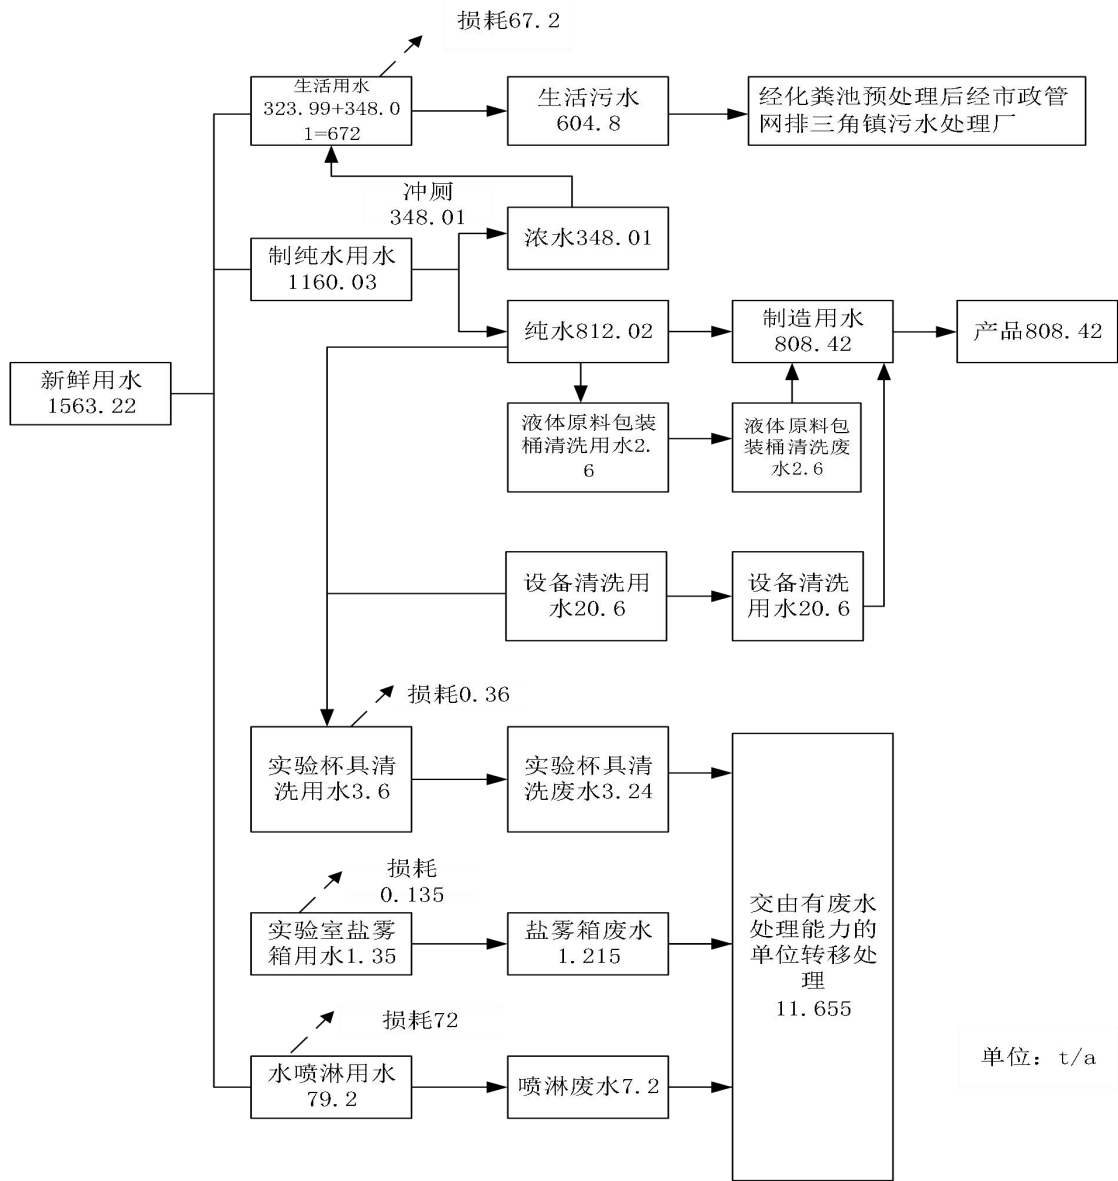 损耗67.2
生活用水
323.99+348.0
1=672
生活污水
604.8
经化粪池预处理后经市政管
网排三角镇污水处理厂
冲厕
348.01
浓水348.01
制纯水用水
1160.03
纯水812.02
制造用水
808.42
产品808.42
新鲜用水
1563.22
液体原料包装
桶清洗用水2.
6
液体原料包
装桶清洗废
水2.6
设备清洗用
水20.6
设备清洗
用水20.6
损耗0.36
实验杯具清
洗用水3.6
实验杯具清
洗废水3.24
损耗
0.135
实验室盐雾
箱用水1.35
盐雾箱废水
1.215
交由有废水
处理能力的
单位转移处
理
11.655
损耗72
水喷淋用水
79.2
喷淋废水7.2
单位：t/a